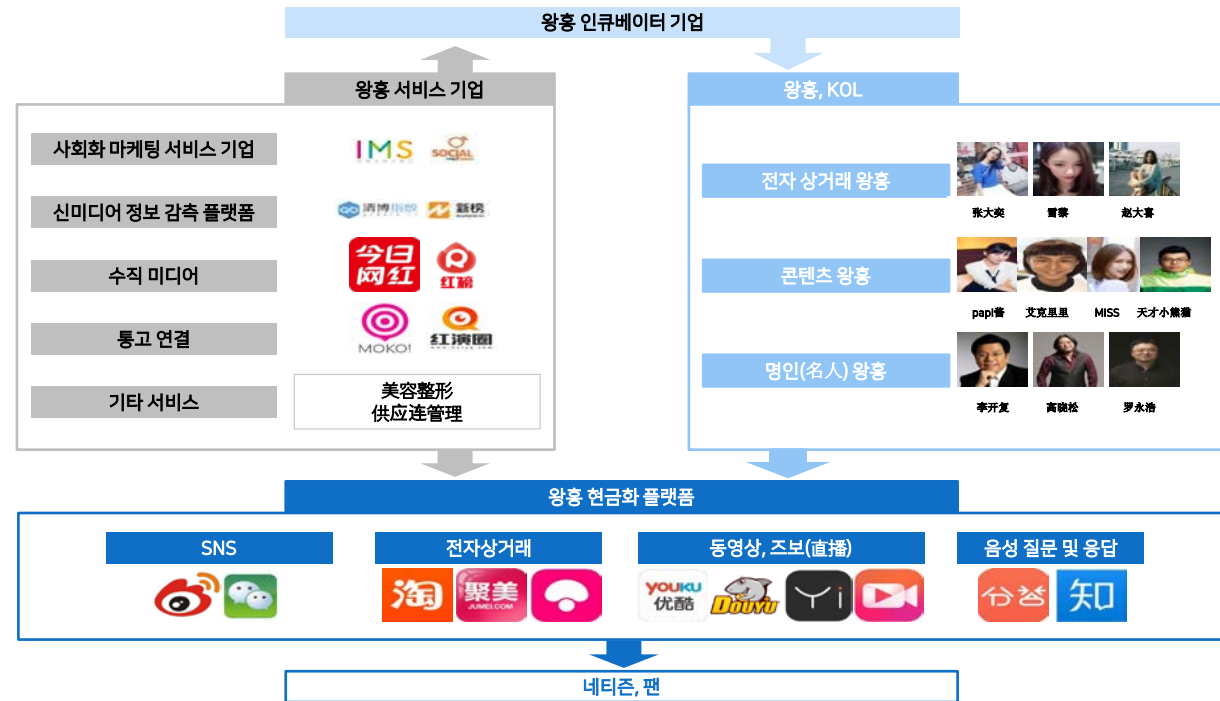 왕홍 인큐베이터 기업
왕홍 서비스 기업
사회화 마케팅 서비스 기업
IMS
SOCIAL
신미디어 정보 감측 플랫폼
清博指数
新榜
수직 미디어
今日
网红
红榜
통고 연결
MOKO!
红演圈
기타 서비스
美容整形
供应连管理
왕홍, KOL
전자 상거래 왕홍
张大奕
雪黎
赵大喜
콘텐츠 왕홍
papi酱
艾克里里
MISS
天才小熊猫
명인(名人) 왕홍
李开复
高晓松
罗永浩
왕홍 현금화 플랫폼
SNS
전자상거래
淘
聚美
JUMEI.COM
동영상, 즈보(直播)
YOUKU
优酷
DOUYU
Yi
음성 질문 및 응답
分答
知
네티즌, 팬